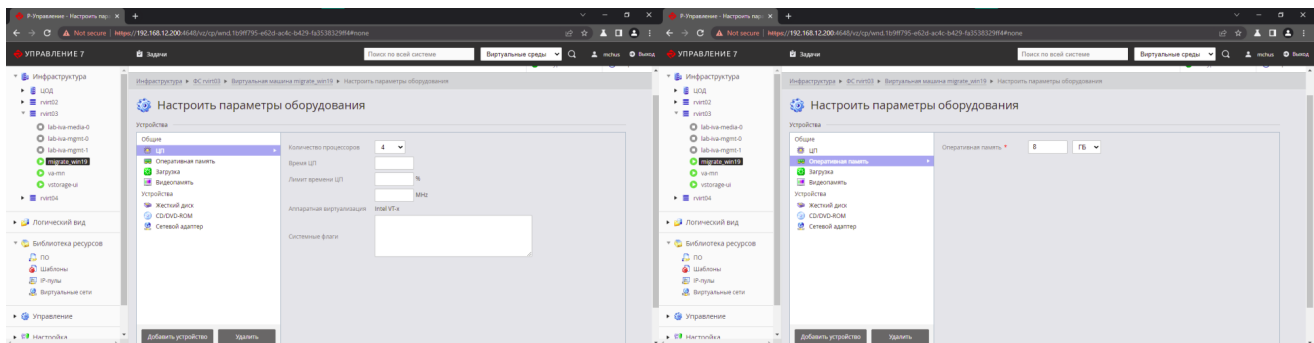 Р-Управление – Настроить пар
Not secure | https://192.168.12.200:4648/vz/cp/wnd.1b9ff795-e62d-ac4c-b429-fa3538329ff4#none
УПРАВЛЕНИЕ 7
Задачи
Поиск по всей системе
Виртуальные среды
mchus
Выход
Инфраструктура
ЦОД
rvirt02
rvirt03
lab-iva-media-0
lab-iva-mgmt-0
lab-iva-mgmt-1
migrate_win19
va-mn
vstorage-ui
rvirt04
Логический вид
Библиотека ресурсов
ПО
Шаблоны
IP-пулы
Виртуальные сети
Управление
Настройка
Инфраструктура ▸ ФС rvirt03 ▸ Виртуальная машина migrate_win19 ▸ Настроить параметры оборудования
Настроить параметры оборудования
Устройства
Общие
ЦП
Оперативная память
Загрузка
Видеопамять
Устройства
Жесткий диск
CD/DVD-ROM
Сетевой адаптер
Добавить устройство
Удалить
Количество процессоров 4
Время ЦП
Лимит времени ЦП %
MHz
Аппаратная виртуализация Intel VT-x
Системные флаги
Р-Управление – Настроить пар
Not secure | https://192.168.12.200:4648/vz/cp/wnd.1b9ff795-e62d-ac4c-b429-fa3538329ff4#none
УПРАВЛЕНИЕ 7
Задачи
Поиск по всей системе
Виртуальные среды
mchus
Выход
Инфраструктура
ЦОД
rvirt02
rvirt03
lab-iva-media-0
lab-iva-mgmt-0
lab-iva-mgmt-1
migrate_win19
va-mn
vstorage-ui
rvirt04
Логический вид
Библиотека ресурсов
ПО
Шаблоны
IP-пулы
Виртуальные сети
Управление
Настройка
Инфраструктура ▸ ФС rvirt03 ▸ Виртуальная машина migrate_win19 ▸ Настроить параметры оборудования
Настроить параметры оборудования
Устройства
Общие
ЦП
Оперативная память
Загрузка
Видеопамять
Устройства
Жесткий диск
CD/DVD-ROM
Сетевой адаптер
Добавить устройство
Удалить
Оперативная память * 8 ГБ